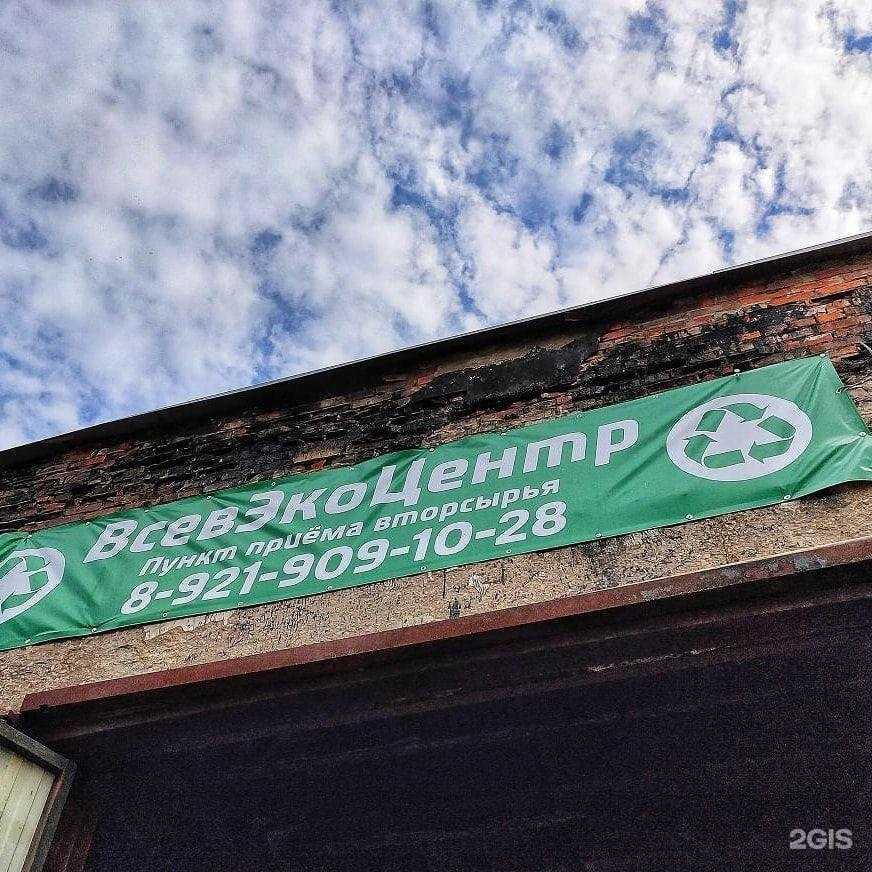 ВсевЭкоЦентр
Пункт приёма вторсырья
8-921-909-10-28
2GIS